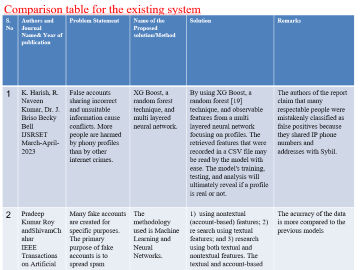 Comparison table for the existing system
S. No
Authors and Journal Name& Year of publication
Problem Statement
Name of the Proposed solution/Method
Solution
Remarks
1
K. Harish, R.
Naveen
Kumar, Dr. J.
Briso Becky
Bell
IJSRSET
March-April-
2023
False accounts
sharing incorrect
and unsuitable
information cause
conflicts. More
people are harmed
by phony profiles
than by other
internet crimes.
XG Boost, a
random forest
technique, and
multi layered
neural network.
By using XG Boost, a
random forest [19]
technique, and observable
features from a multi
layered neural network
focusing on profiles. The
retrieved features that were
recorded in a CSV file may
be read by the model with
ease. The model's training,
testing, and analysis will
ultimately reveal if a profile
is real or not.
The authors of the report
claim that many
respectable people were
mistakenly classified as
false positives because
they shared IP phone
numbers and
addresses with Sybil.
2
Pradeep
Kumar Roy
andShivamCh
ahar
IEEE
Transactions
on Artificial
Many fake accounts
are created for
specific purposes.
The primary
purpose of fake
accounts is to
spread spam
The
methodology
used is Machine
Learning and
Neural
Networks.
1) using nontextual
(account-based) features; 2)
re search using textual
features; and 3) research
using both textual and
nontextual features. The
textual and account-based
The accuracy of the data
is more compared to the
previous models